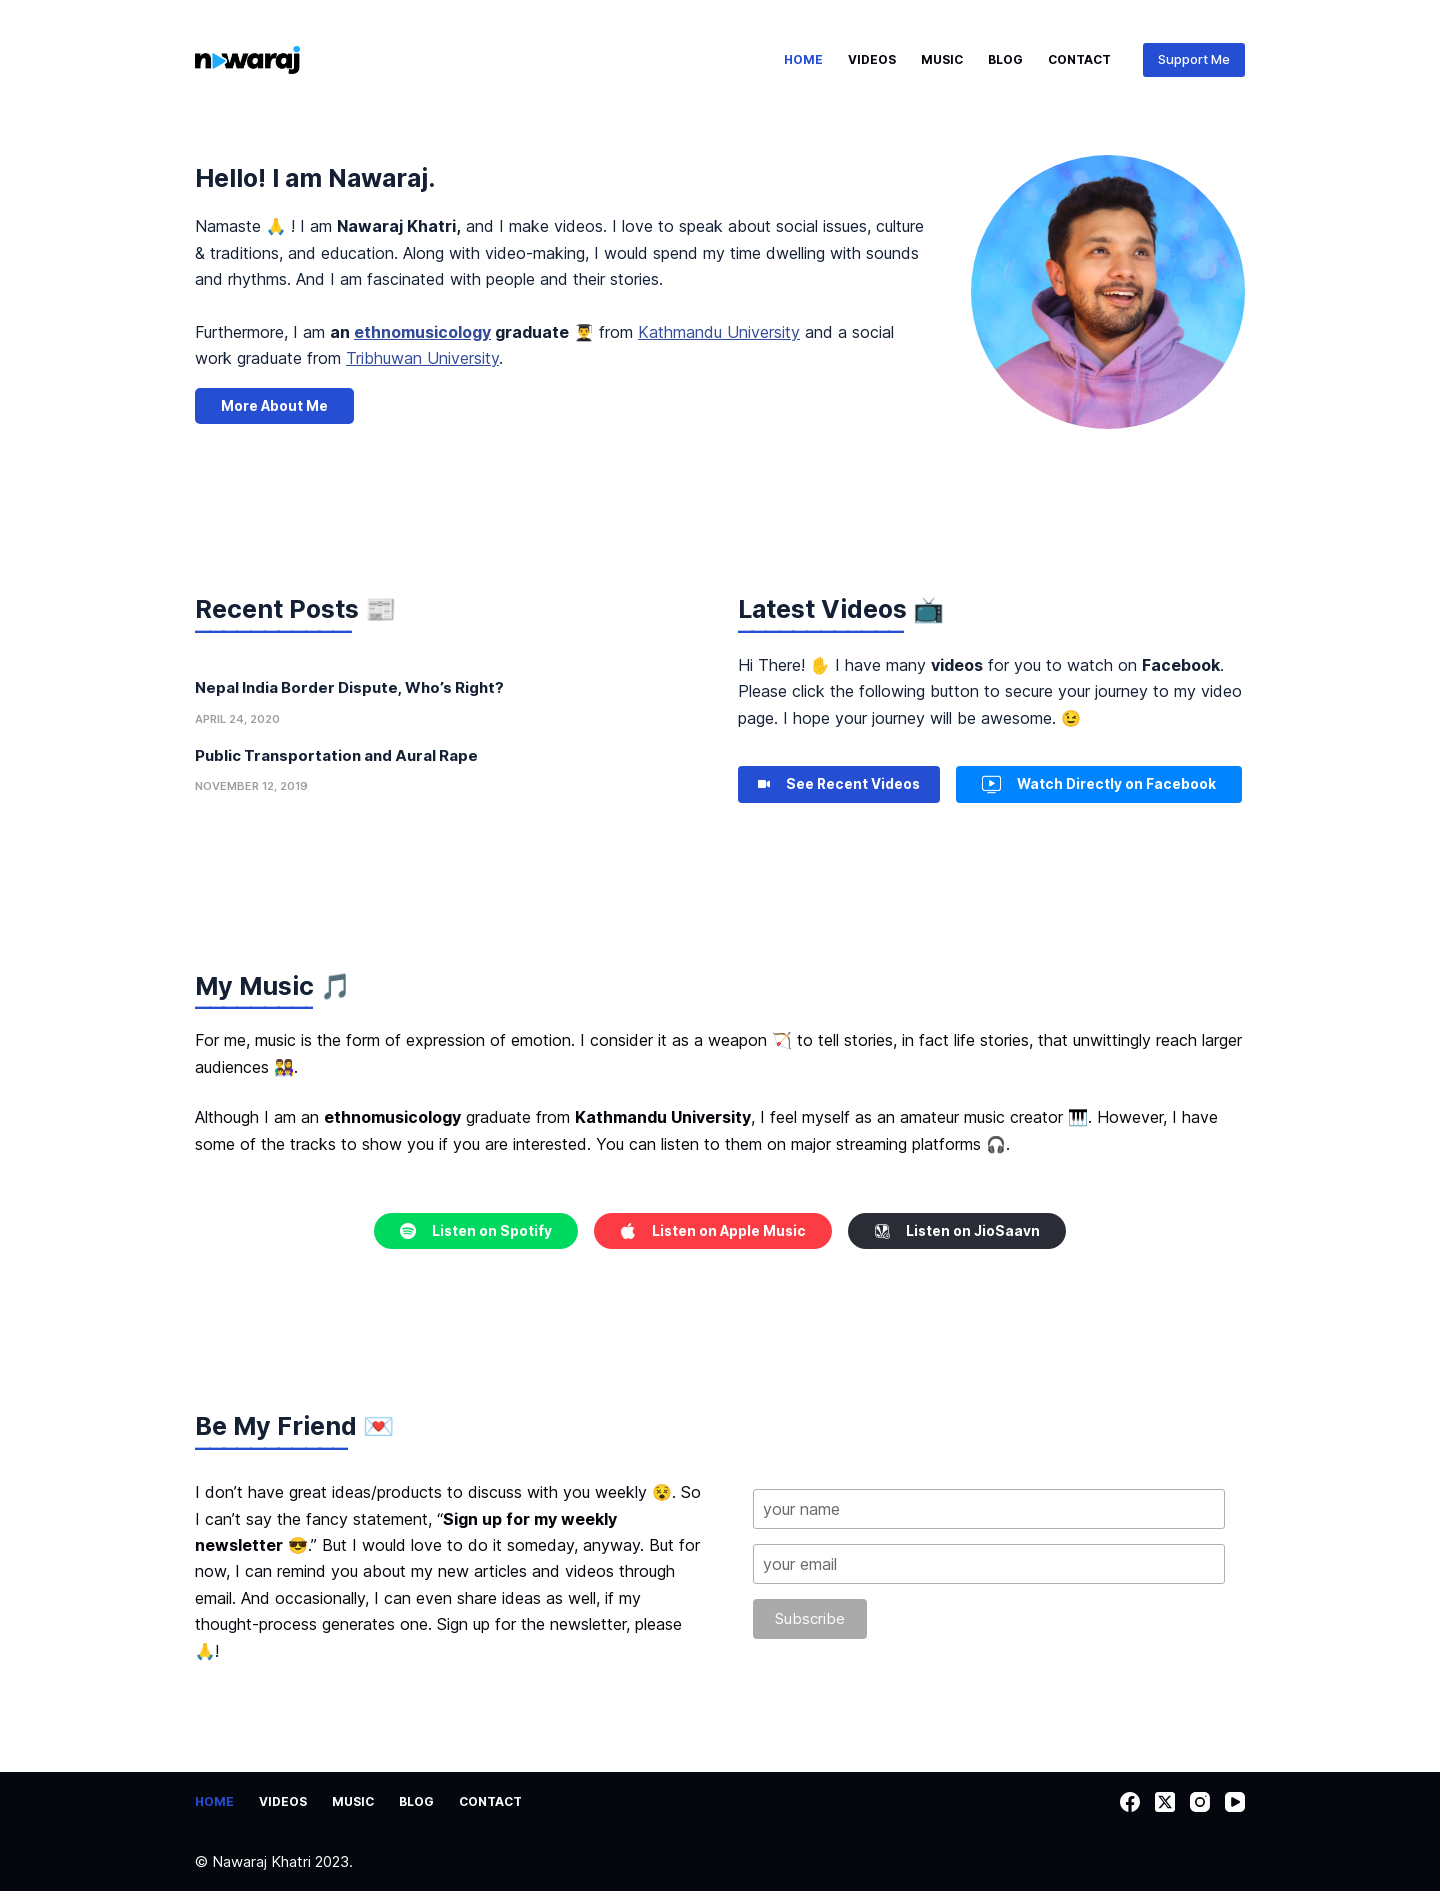 nawaraj
HOME VIDEOS MUSIC BLOG CONTACT Support Me
Hello! I am Nawaraj.
Namaste 🙏 ! I am Nawaraj Khatri, and I make videos. I love to speak about social issues, culture
& traditions, and education. Along with video-making, I would spend my time dwelling with sounds
and rhythms. And I am fascinated with people and their stories.
Furthermore, I am an ethnomusicology graduate 👨‍🎓 from Kathmandu University and a social
work graduate from Tribhuwan University.
More About Me
Recent Posts 📰
Nepal India Border Dispute, Who’s Right?
APRIL 24, 2020
Public Transportation and Aural Rape
NOVEMBER 12, 2019
Latest Videos 📺
Hi There! ✋ I have many videos for you to watch on Facebook.
Please click the following button to secure your journey to my video
page. I hope your journey will be awesome. 😉
See Recent Videos
Watch Directly on Facebook
My Music 🎵
For me, music is the form of expression of emotion. I consider it as a weapon 🏹 to tell stories, in fact life stories, that unwittingly reach larger
audiences 👩‍👩‍👦‍👦.
Although I am an ethnomusicology graduate from Kathmandu University, I feel myself as an amateur music creator 🎹. However, I have
some of the tracks to show you if you are interested. You can listen to them on major streaming platforms 🎧.
Listen on Spotify
Listen on Apple Music
Listen on JioSaavn
Be My Friend 💌
I don’t have great ideas/products to discuss with you weekly 😵. So
I can’t say the fancy statement, “Sign up for my weekly
newsletter 😎.” But I would love to do it someday, anyway. But for
now, I can remind you about my new articles and videos through
email. And occasionally, I can even share ideas as well, if my
thought-process generates one. Sign up for the newsletter, please
🙏!
your name
your email
Subscribe
HOME VIDEOS MUSIC BLOG CONTACT
© Nawaraj Khatri 2023.